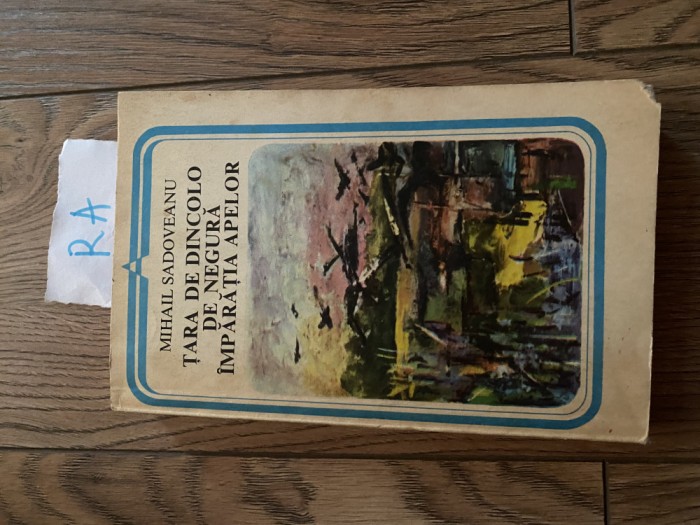 RA
MIHAIL SADOVEANU
ȚARA DE DINCOLO
DE NEGURĂ
ÎMPĂRĂȚIA APELOR